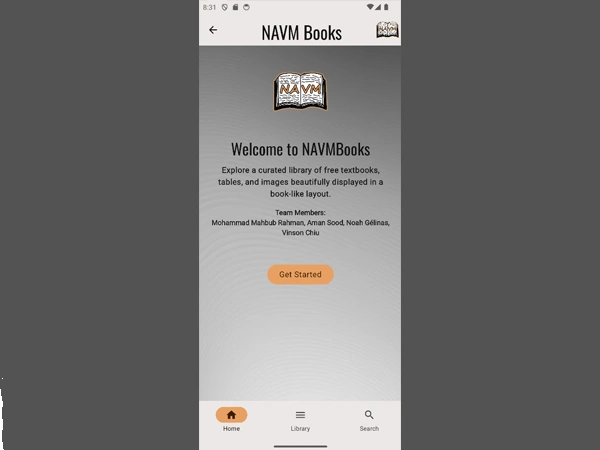 8:31
NAVM Books
NAVM
NAVM
Welcome to NAVMBooks
Explore a curated library of free textbooks,
tables, and images beautifully displayed in a
book-like layout.
Team Members:
Mohammad Mahbub Rahman, Aman Sood, Noah Gélinas,
Vinson Chiu
Get Started
Home
Library
Search